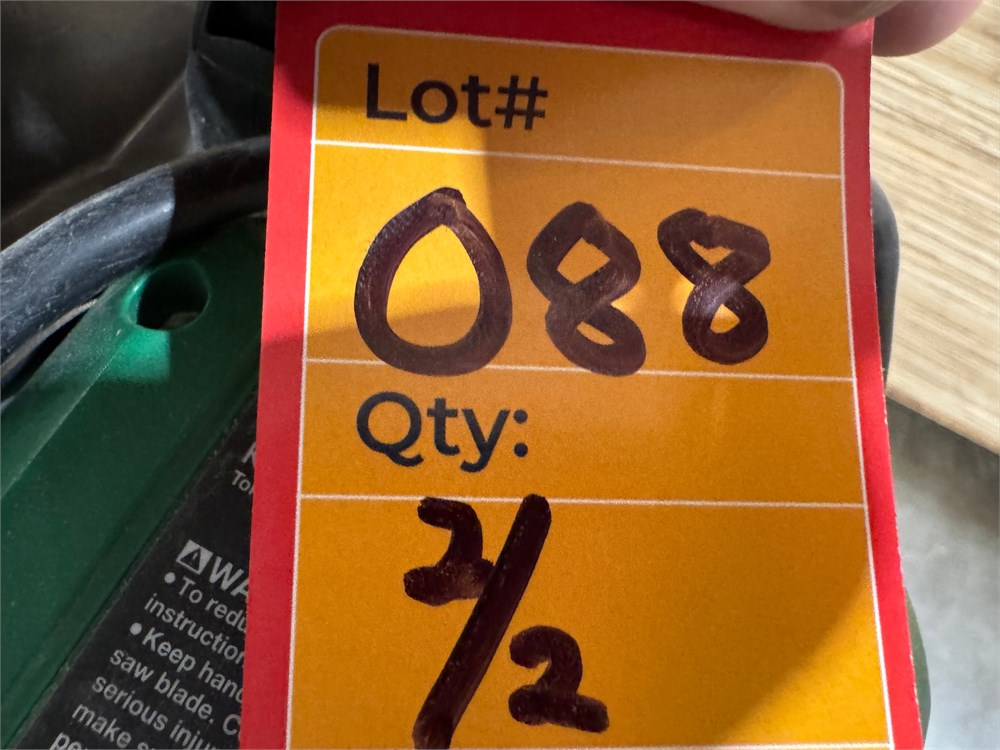 Lot#
088
Qty:
2/2
WA
• To redu
instruction
• Keep hand
saw blade. C
serious inju
make s